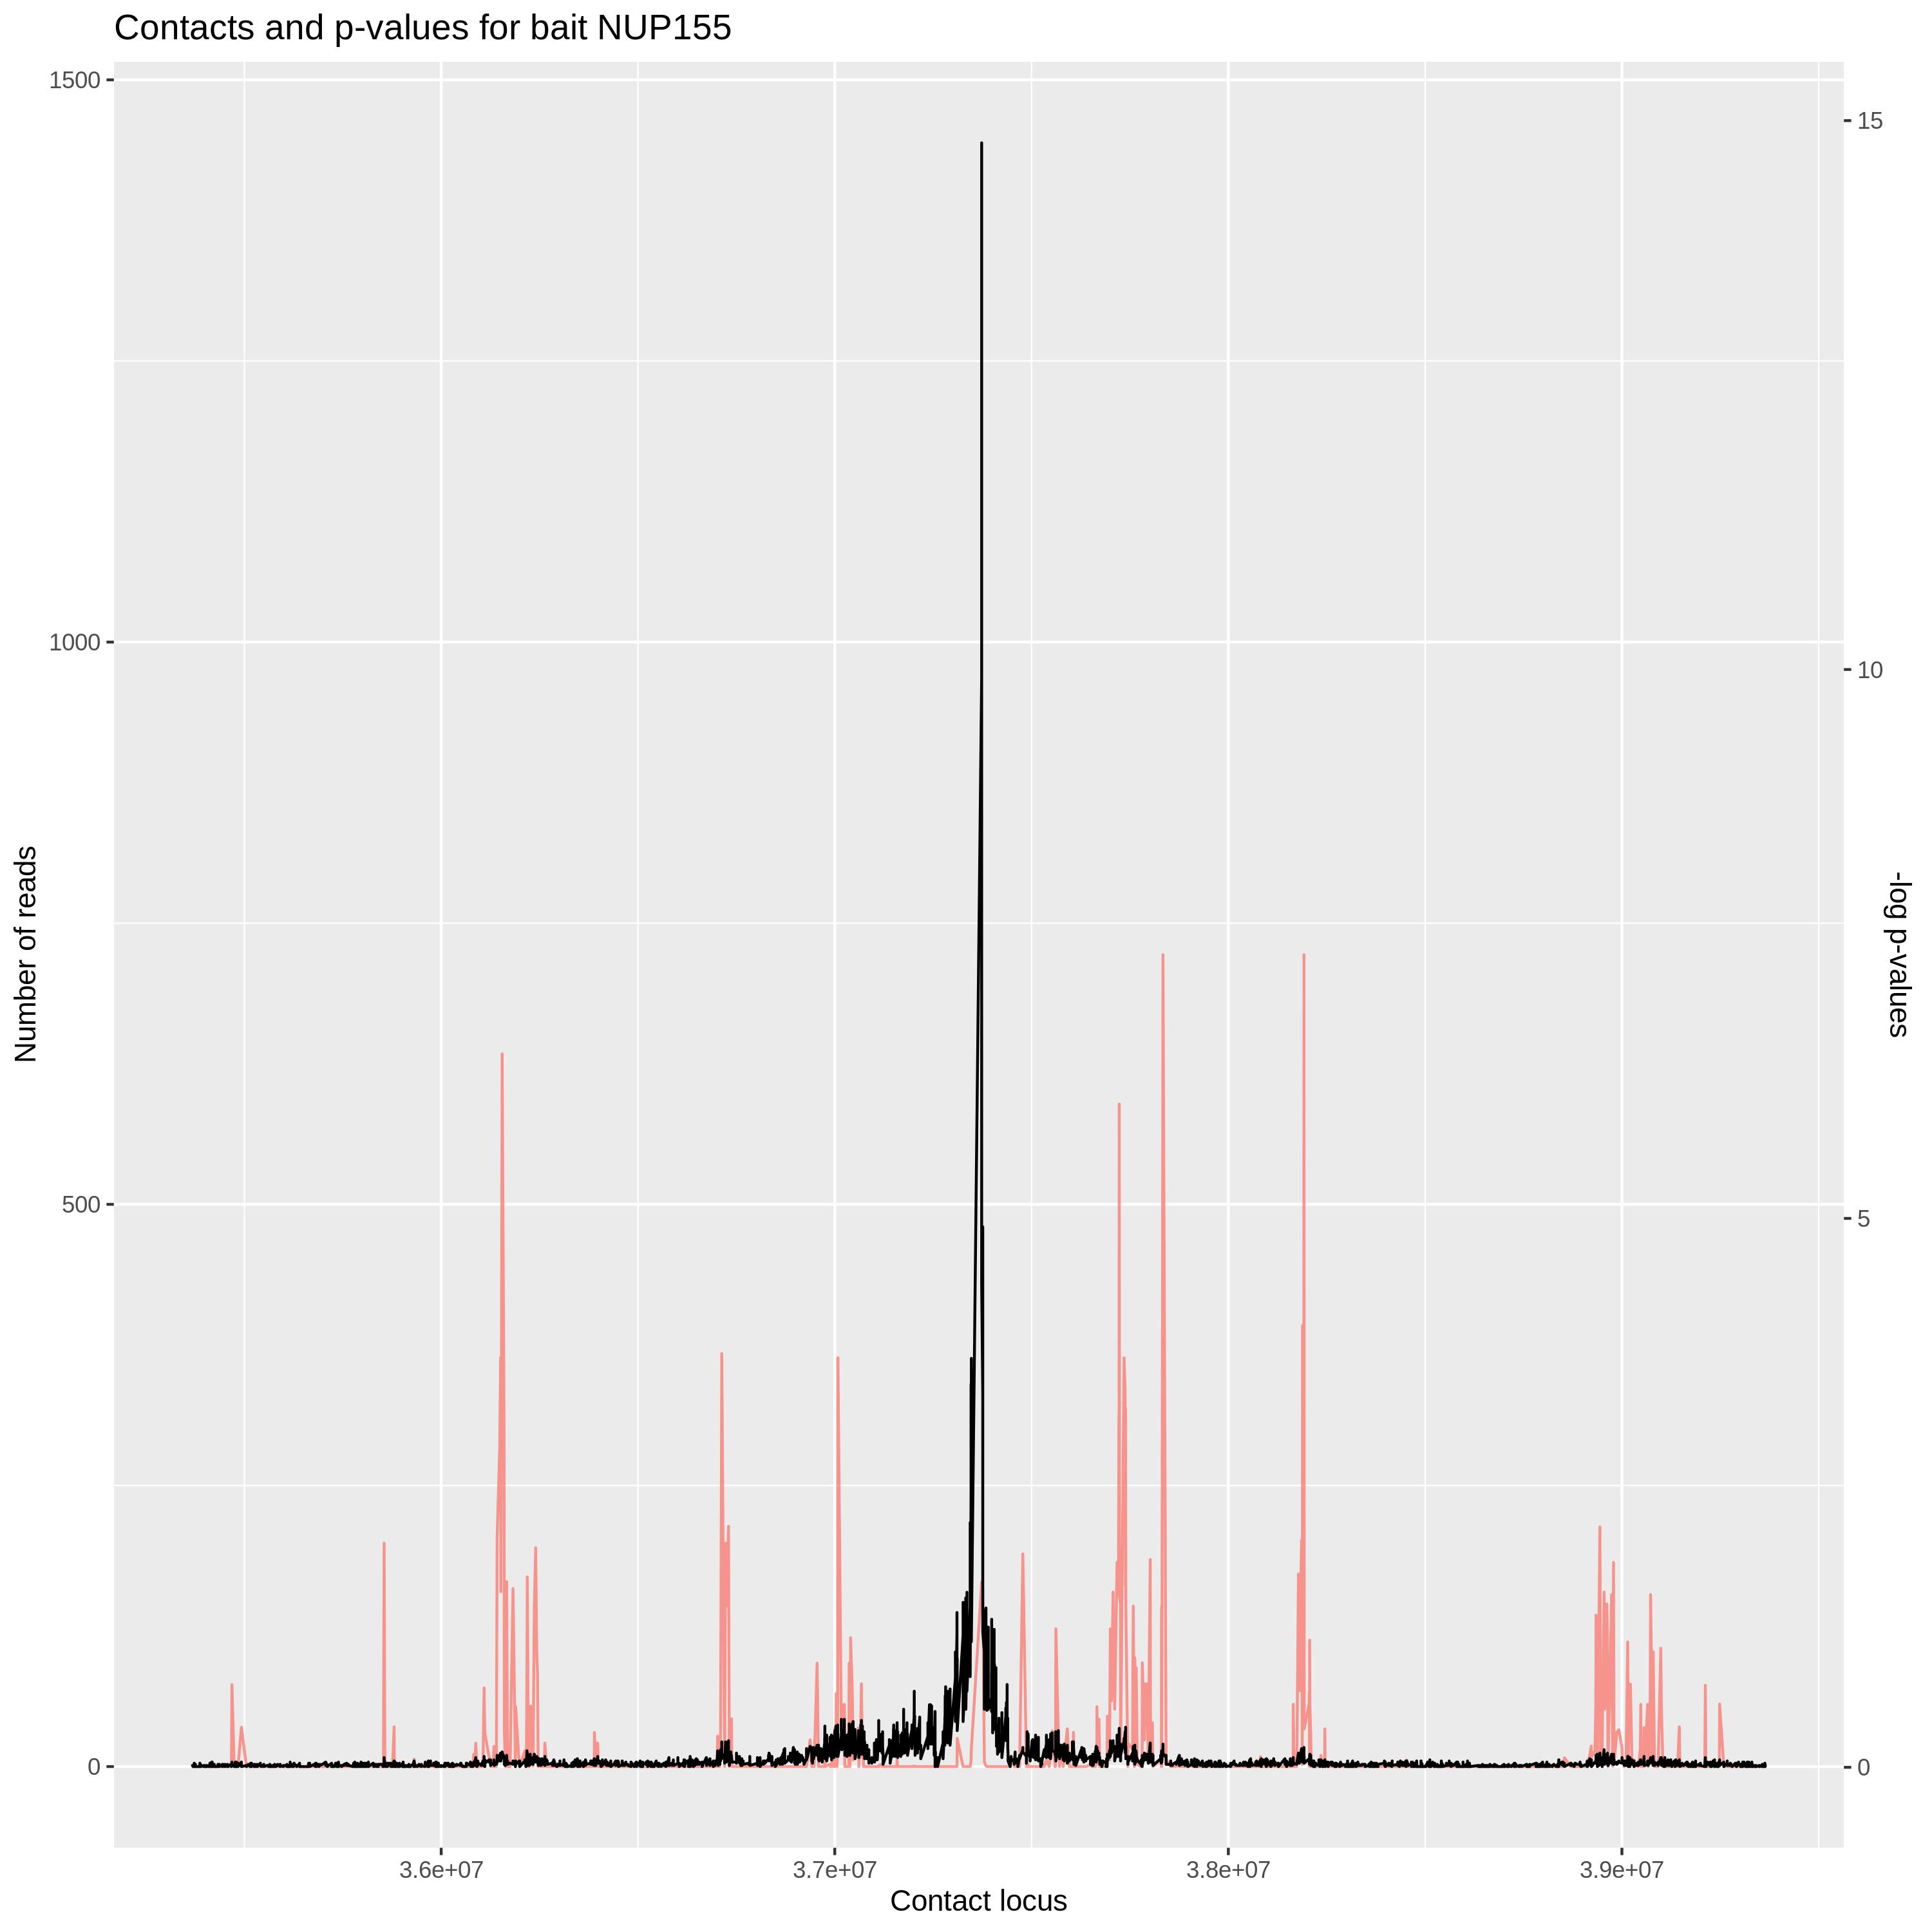 Contacts and p-values for bait NUP155
1500
1000
500
0
Number of reads
15
10
5
0
-log p-values
3.6e+07
3.7e+07
3.8e+07
3.9e+07
Contact locus